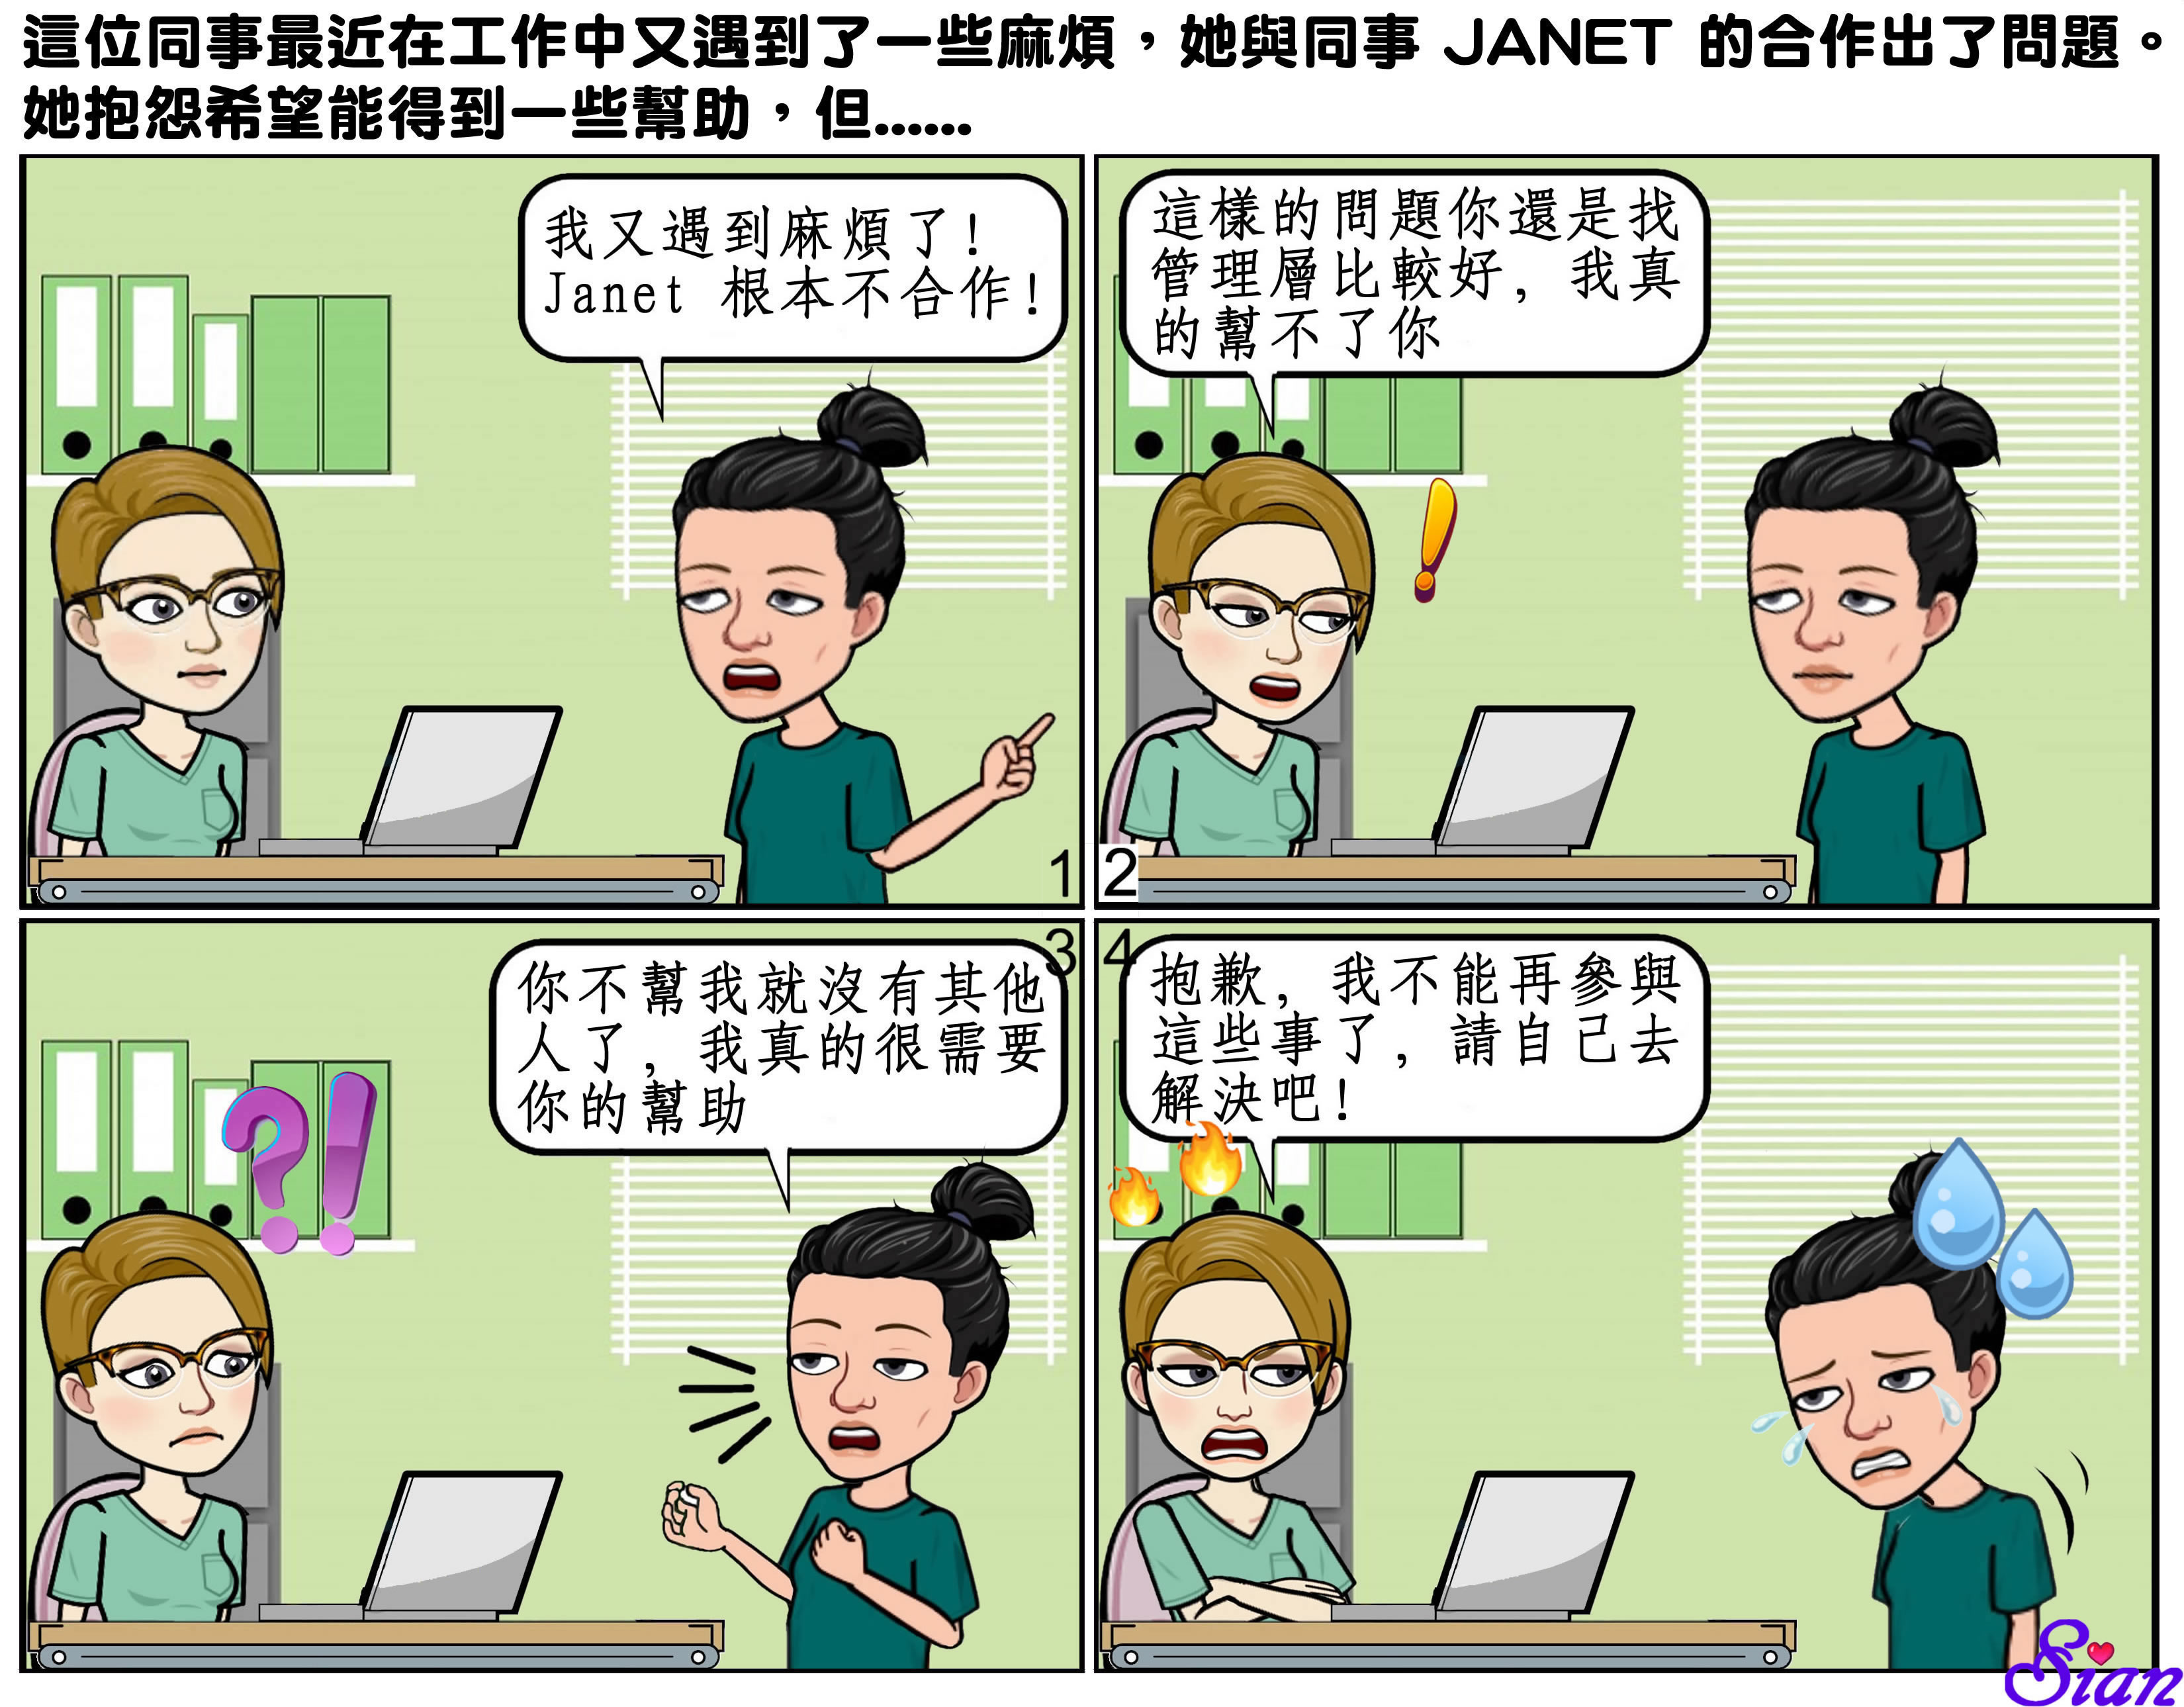 這位同事最近在工作中又遇到了一些麻煩，她與同事 JANET 的合作出了問題。
她抱怨希望能得到一些幫助，但......
我又遇到麻煩了!
Janet 根本不合作!
1
這樣的問題你還是找
管理層比較好, 我真
的幫不了你
2
你不幫我就沒有其他
人了, 我真的很需要
你的幫助
3
4
抱歉, 我不能再參與
這些事了, 請自己去
解決吧!
Sian